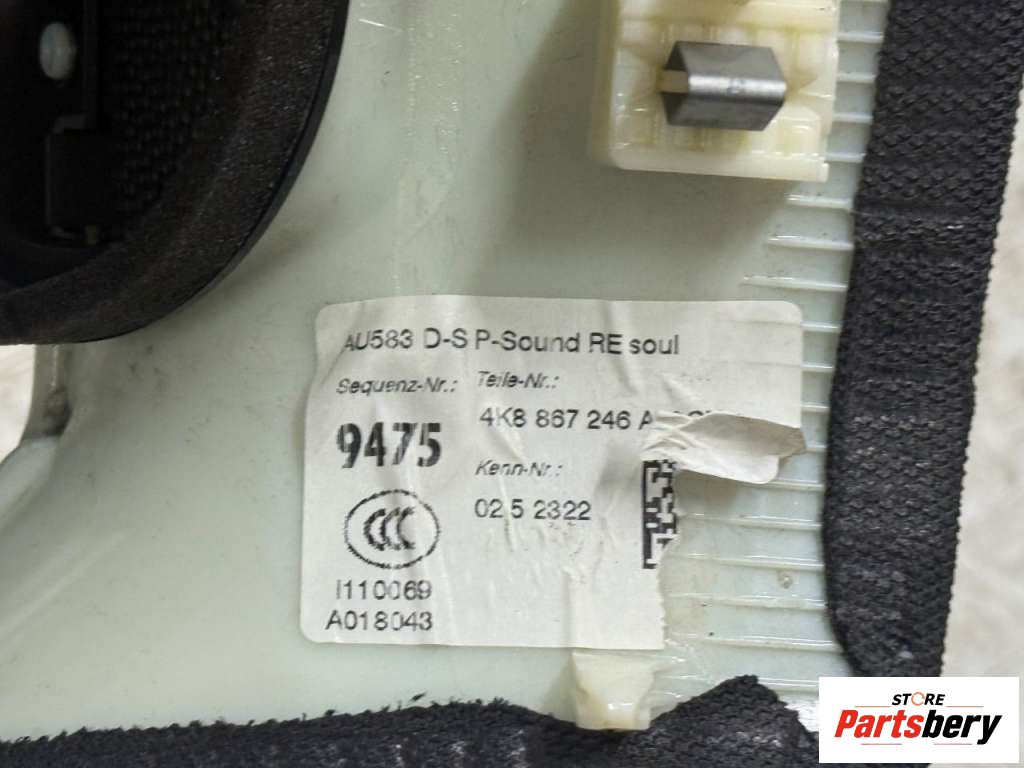 AU583 D-S P-Sound RE soul
Sequenz-Nr.: Teile-Nr.:
4K8 867 246 A
9475
Kenn-Nr.:
02 5 2322
CCC
I110069
A018043
STORE
Partsbery